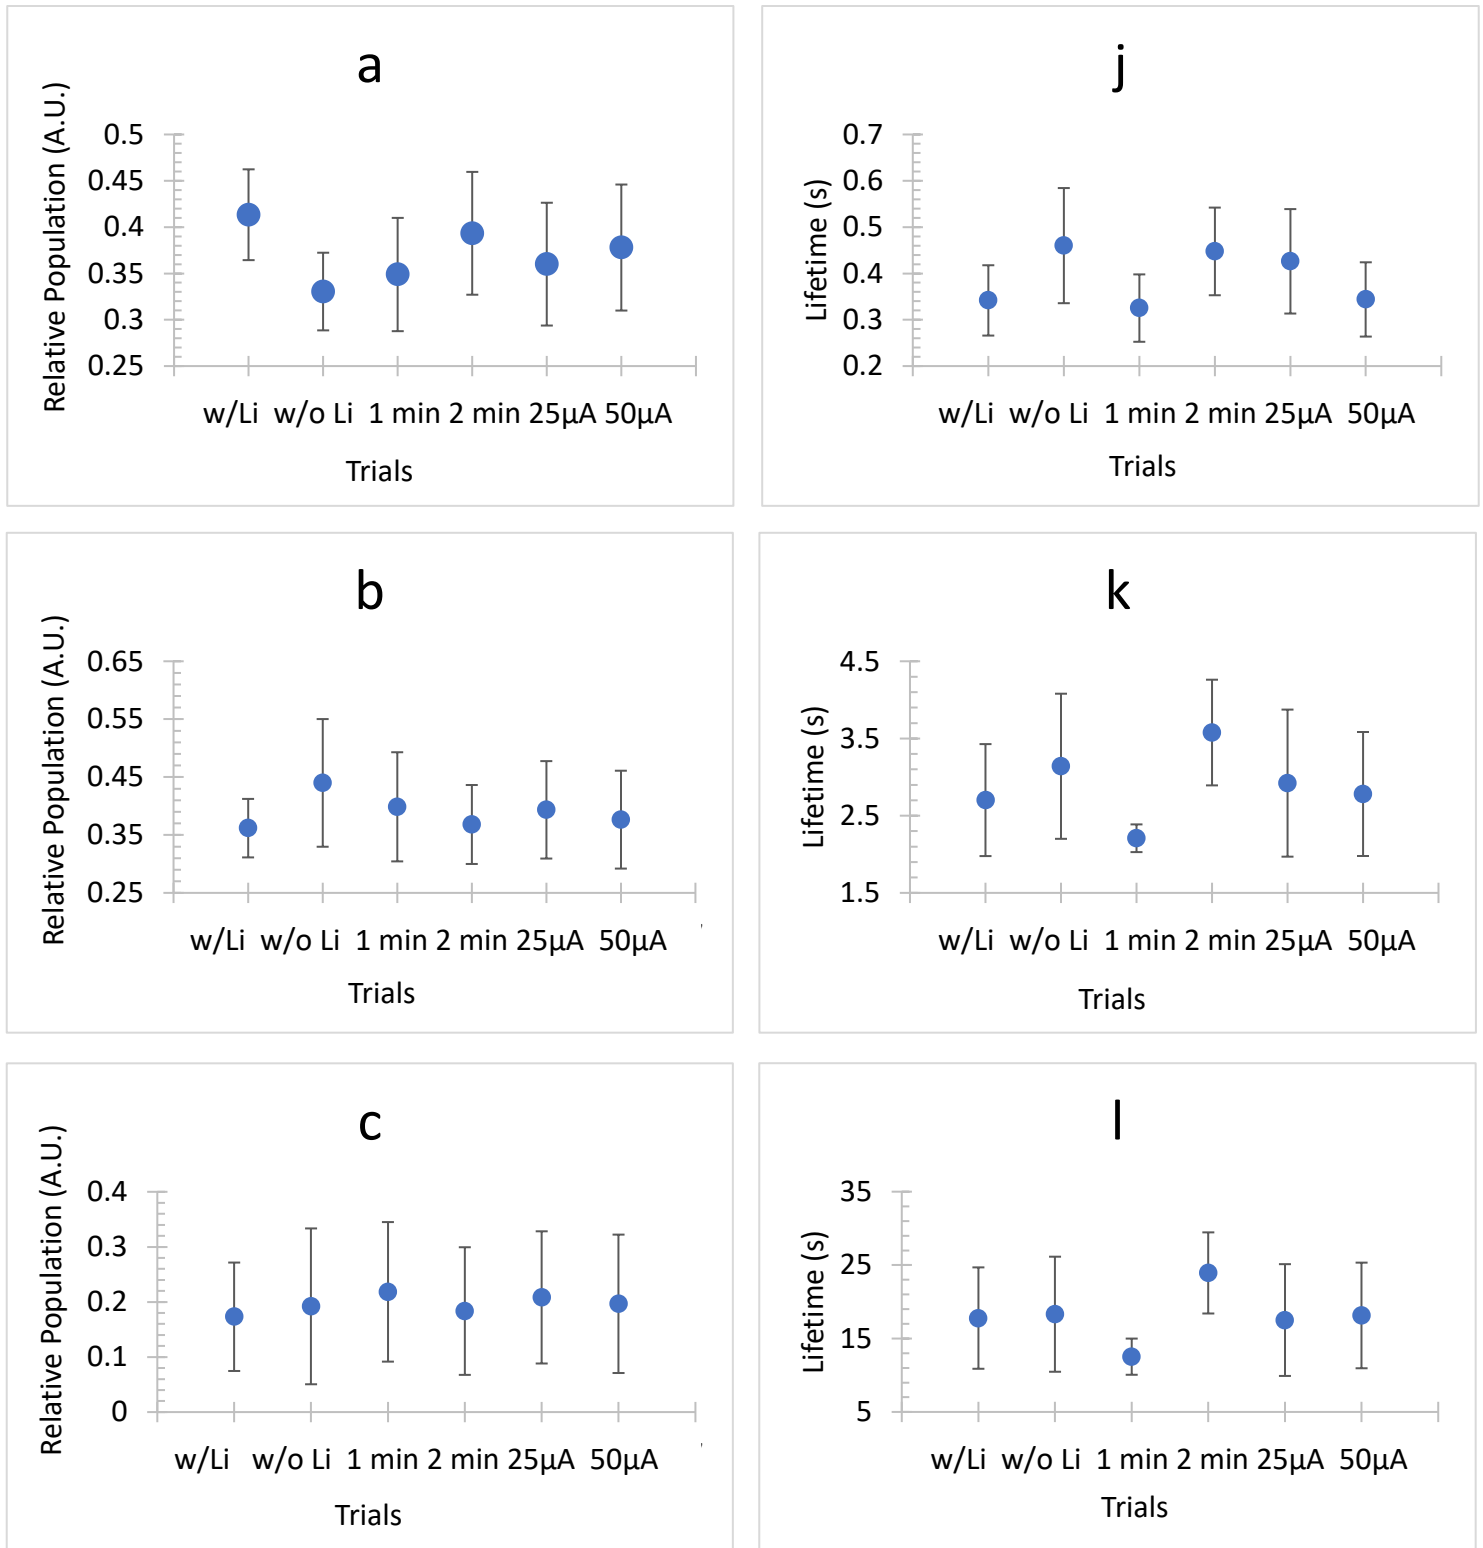 a
Relative Population (A.U.)
0.5
0.45
0.4
0.35
0.3
0.25
w/Li w/o Li 1 min 2 min 25µA 50µA
Trials
j
Lifetime (s)
0.7
0.6
0.5
0.4
0.3
0.2
w/Li w/o Li 1 min 2 min 25µA 50µA
Trials
b
Relative Population (A.U.)
0.65
0.55
0.45
0.35
0.25
w/Li w/o Li 1 min 2 min 25µA 50µA
Trials
k
Lifetime (s)
4.5
3.5
2.5
1.5
w/Li w/o Li 1 min 2 min 25µA 50µA
Trials
c
Relative Population (A.U.)
0.4
0.3
0.2
0.1
0
w/Li w/o Li 1 min 2 min 25µA 50µA
Trials
l
Lifetime (s)
35
25
15
5
w/Li w/o Li 1 min 2 min 25µA 50µA
Trials